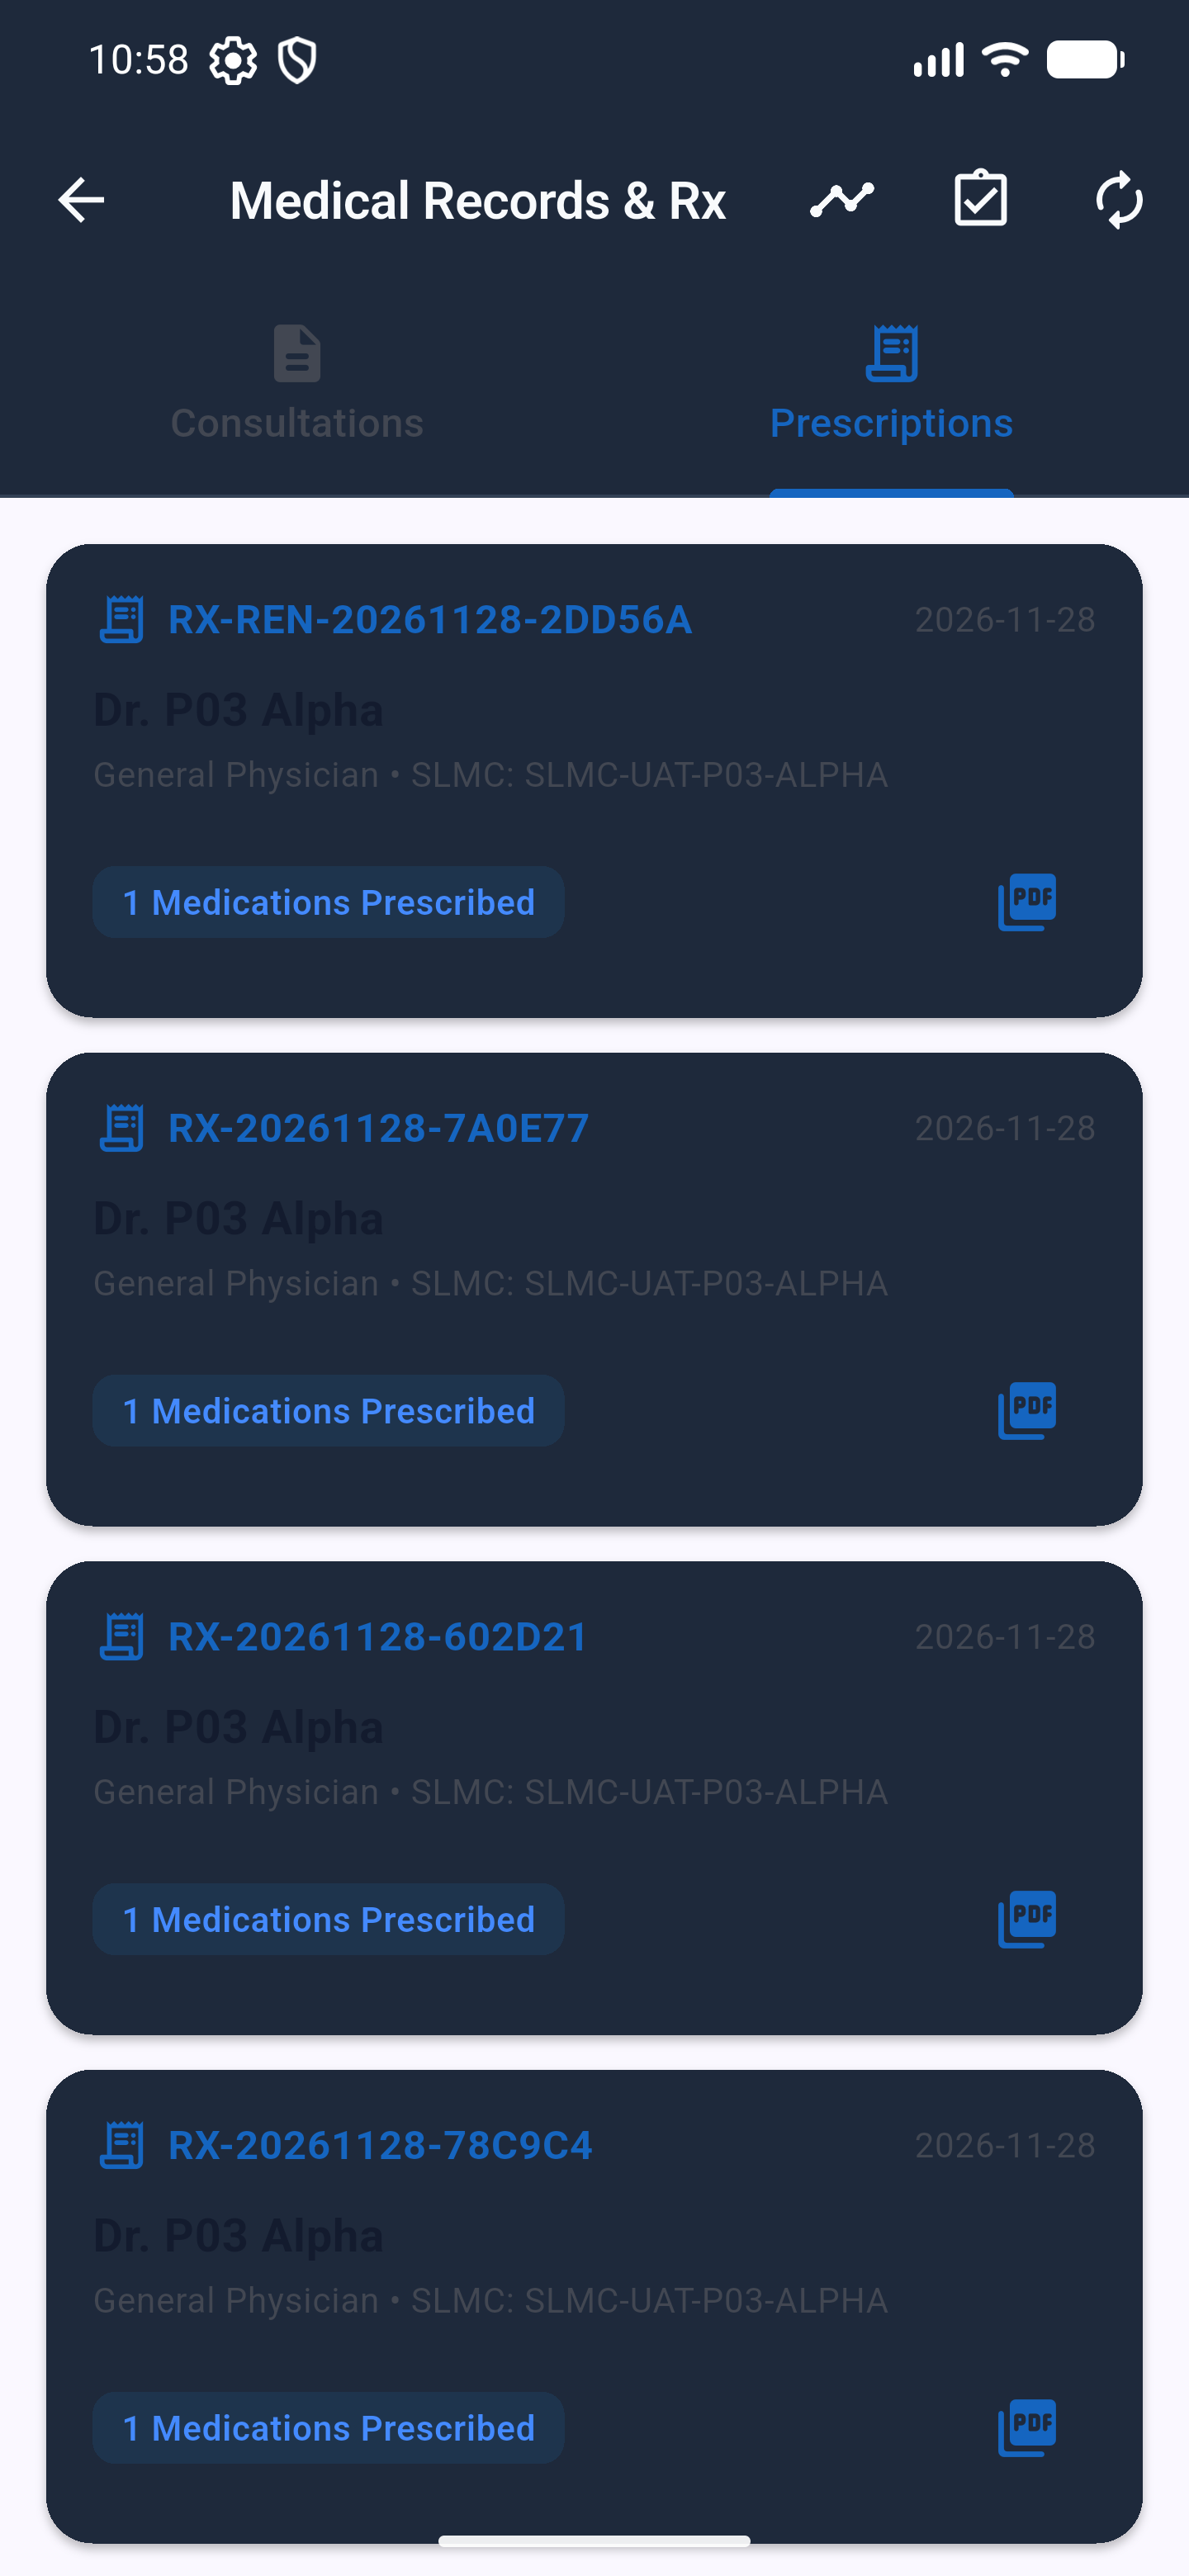 10:58
Medical Records & Rx
Consultations
Prescriptions
RX-REN-20261128-2DD56A
2026-11-28
Dr. P03 Alpha
General Physician • SLMC: SLMC-UAT-P03-ALPHA
1 Medications Prescribed
PDF
RX-20261128-7A0E77
2026-11-28
Dr. P03 Alpha
General Physician • SLMC: SLMC-UAT-P03-ALPHA
1 Medications Prescribed
PDF
RX-20261128-602D21
2026-11-28
Dr. P03 Alpha
General Physician • SLMC: SLMC-UAT-P03-ALPHA
1 Medications Prescribed
PDF
RX-20261128-78C9C4
2026-11-28
Dr. P03 Alpha
General Physician • SLMC: SLMC-UAT-P03-ALPHA
1 Medications Prescribed
PDF